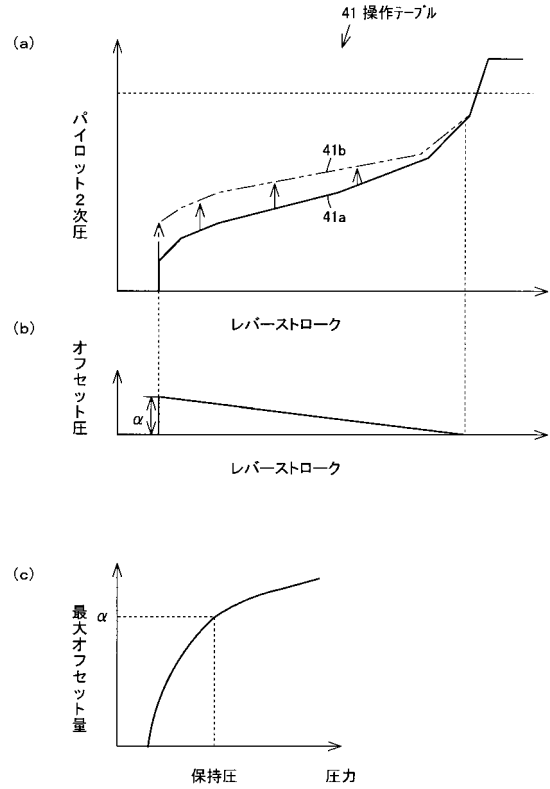 41 操作テーブル
(a)
パイロット2次圧
41b
41a
レバーストローク
(b)
オフセット圧
α
レバーストローク
(c)
最大オフセット量
α
保持圧
圧力